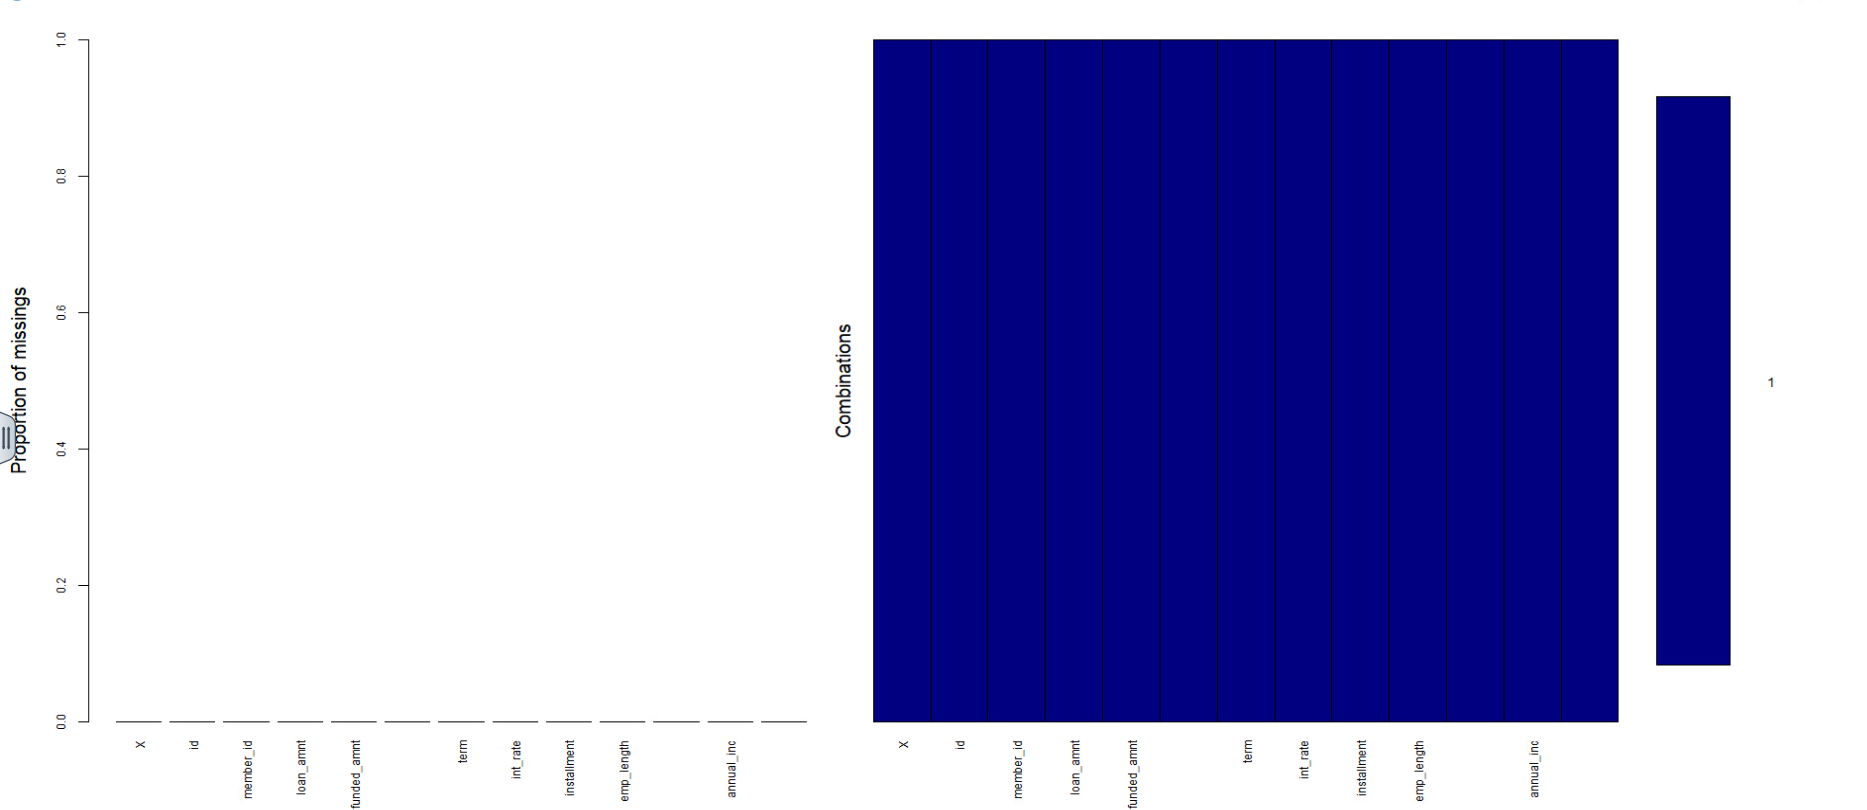 Proportion of missings
1.0
0.8
0.6
0.4
0.2
0.0
X
id
member_id
loan_amnt
funded_amnt
term
int_rate
installment
emp_length
annual_inc
Combinations
X
id
member_id
loan_amnt
funded_amnt
term
int_rate
installment
emp_length
annual_inc
1